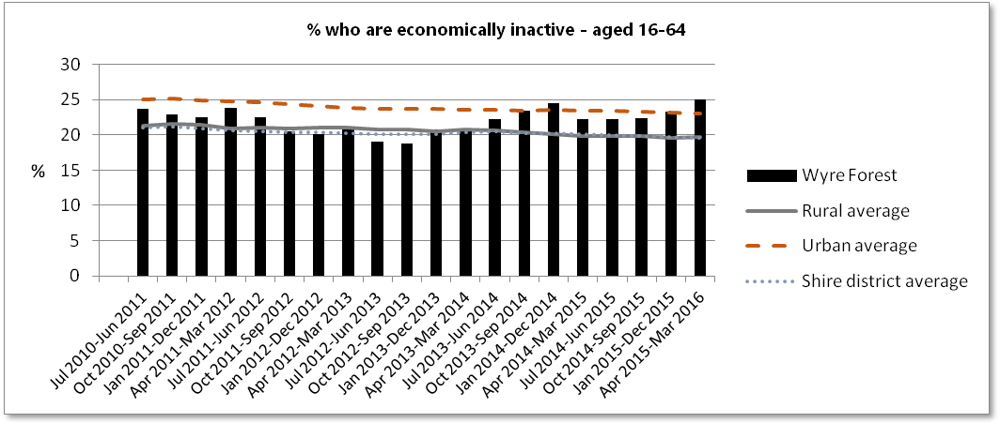 % who are economically inactive - aged 16-64
30
25
20
15
10
5
0
%
Jul 2010-Jun 2011
Oct 2010-Sep 2011
Jan 2011-Dec 2011
Apr 2011-Mar 2012
Jul 2011-Jun 2012
Oct 2011-Sep 2012
Jan 2012-Dec 2012
Apr 2012-Mar 2013
Jul 2012-Jun 2013
Oct 2012-Sep 2013
Jan 2013-Dec 2013
Apr 2013-Mar 2014
Jul 2013-Jun 2014
Oct 2013-Sep 2014
Jan 2014-Dec 2014
Apr 2014-Mar 2015
Jul 2014-Jun 2015
Oct 2014-Sep 2015
Jan 2015-Dec 2015
Apr 2015-Mar 2016
Wyre Forest
Rural average
Urban average
Shire district average